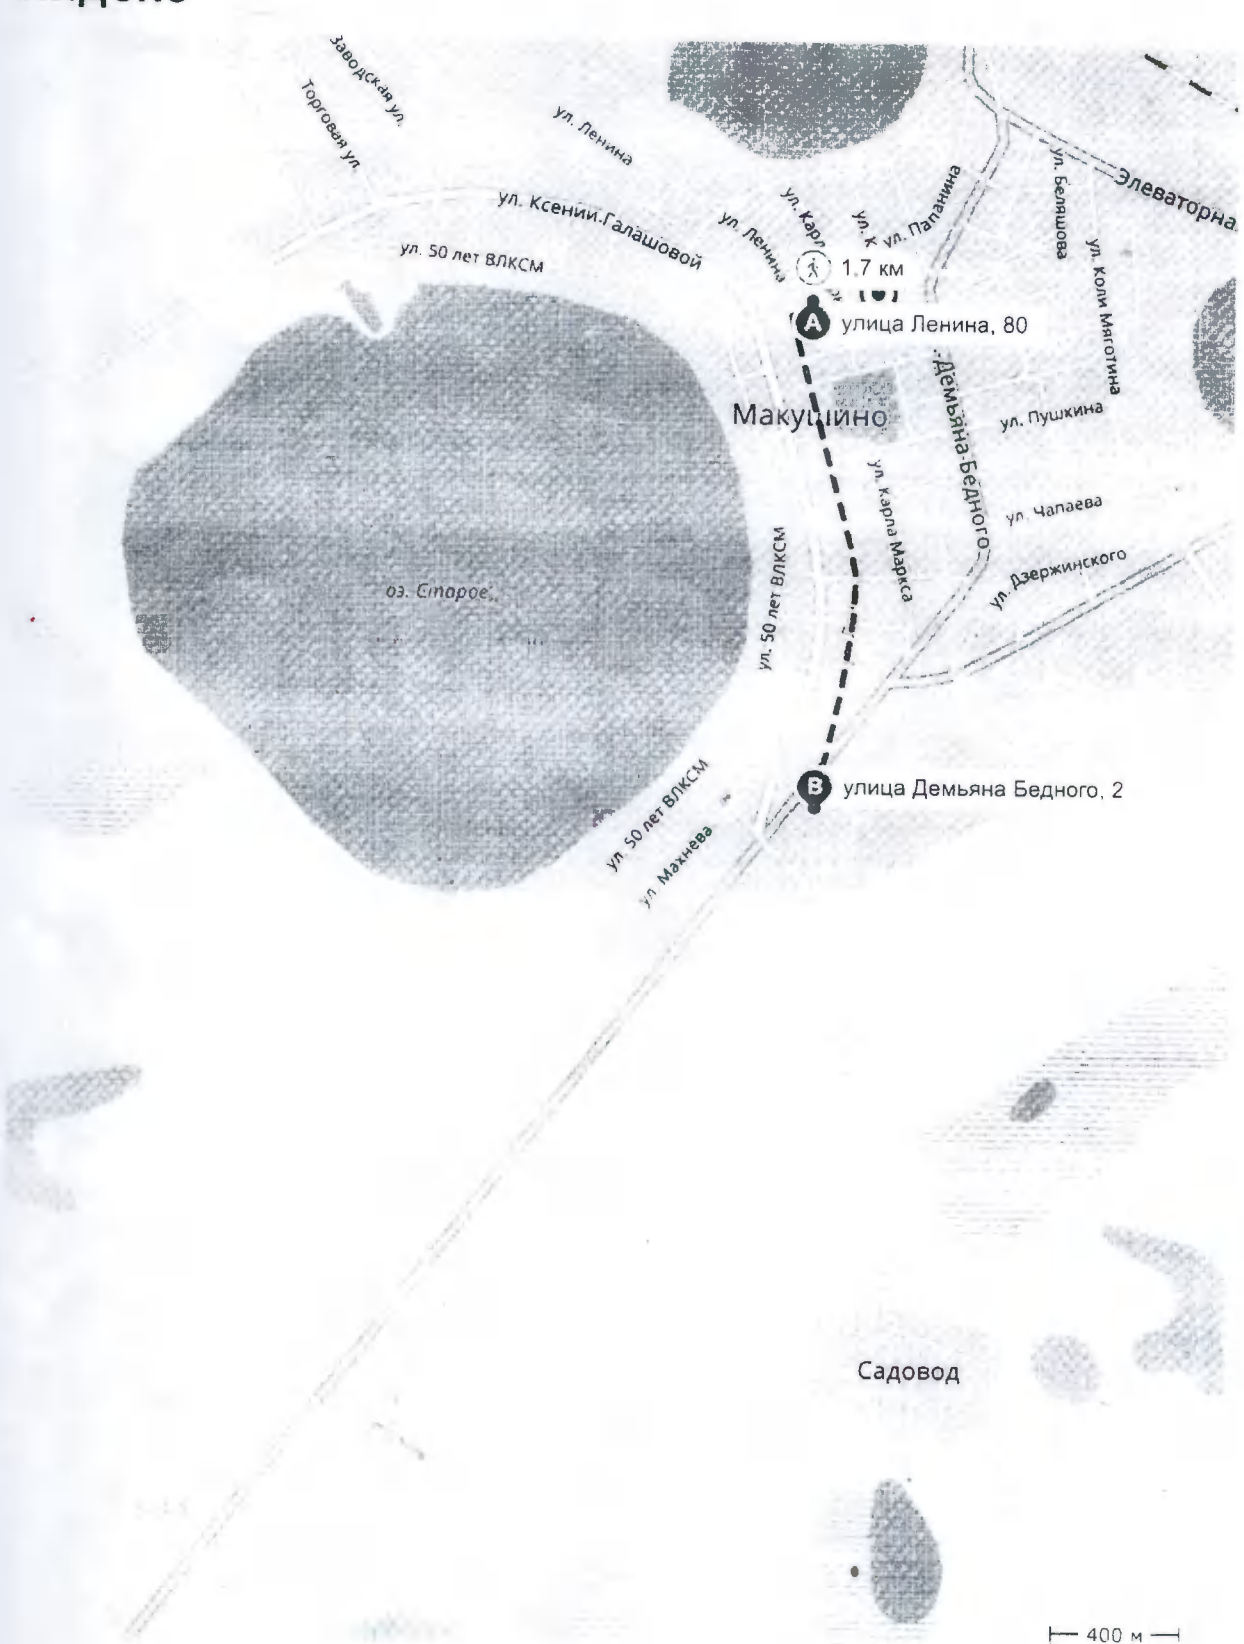 Заводская ул.
Торговая ул.
ул. Ленина
ул. Ксении Галашовой
ул. 50 лет ВЛКСМ
ул. Ленина
ул. Карл
ул. К
ул. Папанина
ул. Беляшова
Элеваторна
ул. Коли Мяготина
1,7 км
A
улица Ленина, 80
Макушино
Демьяна Бедного
ул. Пушкина
ул. Карла Маркса
ул. Чапаева
ул. Дзержинского
оз. Старое
ул. 50 лет ВЛКСМ
B
улица Демьяна Бедного, 2
ул. 50 лет ВЛКСМ
ул. Махнева
Садовод
400 м